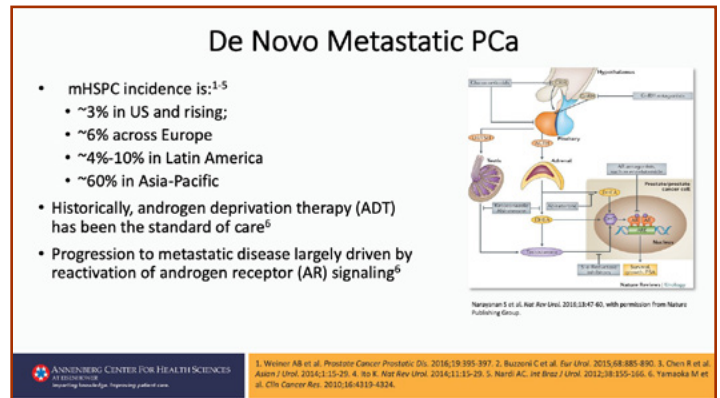 De Novo Metastatic PCa
• mHSPC incidence is:1-5
• ~3% in US and rising;
• ~6% across Europe
• ~4%-10% in Latin America
• ~60% in Asia-Pacific
• Historically, androgen deprivation therapy (ADT)
has been the standard of care6
• Progression to metastatic disease largely driven by
reactivation of androgen receptor (AR) signaling6
Hypothalamus
Pituitary
Testis
Adrenal
Prostate/prostate
cancer cell
Nucleus
Nature Reviews | Urology
Narayanan S et al. Nat Rev Urol. 2016;13:47-60, with permission from Nature
Publishing Group.
ANNENBERG CENTER FOR HEALTH SCIENCES
AT EISENHOWER
Imparting knowledge. Improving patient care.
1. Weiner AB et al. Prostate Cancer Prostatic Dis. 2016;19:395-397. 2. Buzzoni C et al. Eur Urol. 2015;68:885-890. 3. Chen R et al.
Asian J Urol. 2014;1:15-29. 4. Ito K. Nat Rev Urol. 2014;11:15-29. 5. Nardi AC. Int Braz J Urol. 2012;38:155-166. 6. Yamaoka M et
al. Clin Cancer Res. 2010;16:4319-4324.